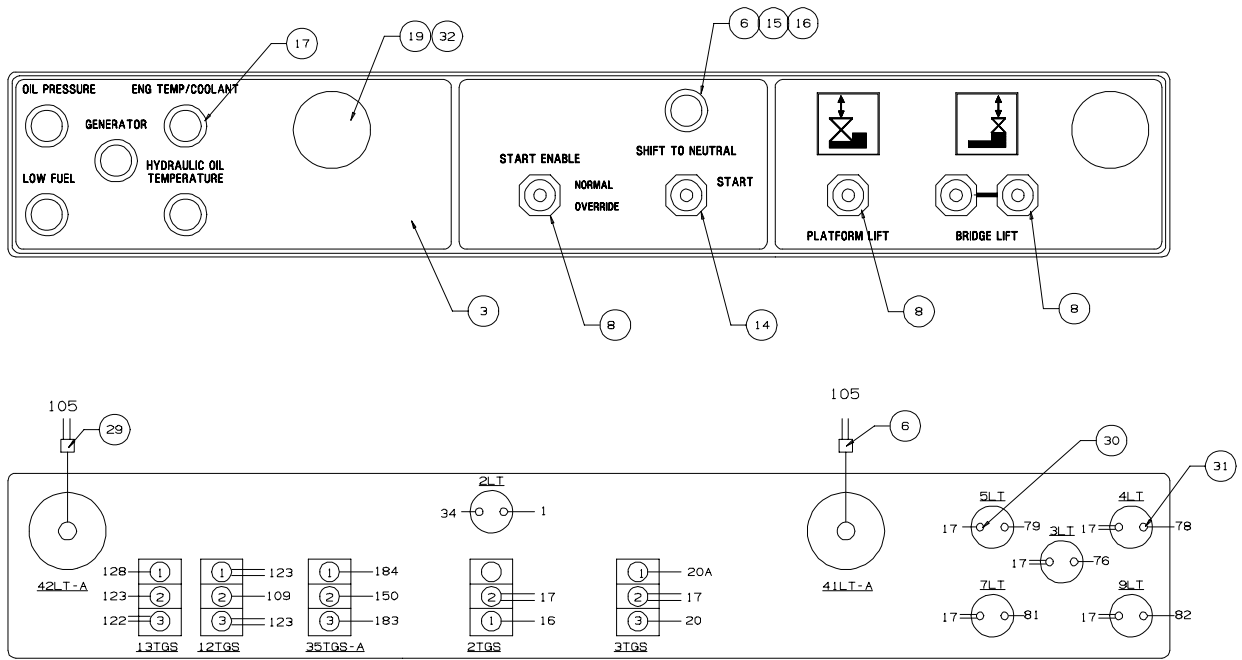 17
19 32
6 15 16
OIL PRESSURE
ENG TEMP/COOLANT
GENERATOR
LOW FUEL
HYDRAULIC OIL
TEMPERATURE
START ENABLE
NORMAL
OVERRIDE
SHIFT TO NEUTRAL
START
PLATFORM LIFT
BRIDGE LIFT
3
8
14
8
8
105
29
105
6
30
31
42LT-A
2LT
34 1
41LT-A
5LT
17 79
4LT
17 78
3LT
17 76
7LT
17 81
9LT
17 82
128 1
123 2
122 3
13TGS
1 123
2 109
3 123
12TGS
1 184
2 150
3 183
35TGS-A
2 17
1 16
2TGS
1 20A
2 17
3 20
3TGS